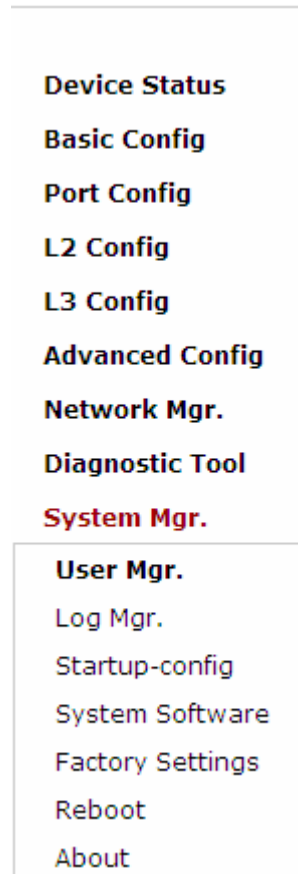 Device Status
Basic Config
Port Config
L2 Config
L3 Config
Advanced Config
Network Mgr.
Diagnostic Tool
System Mgr.
User Mgr.
Log Mgr.
Startup-config
System Software
Factory Settings
Reboot
About